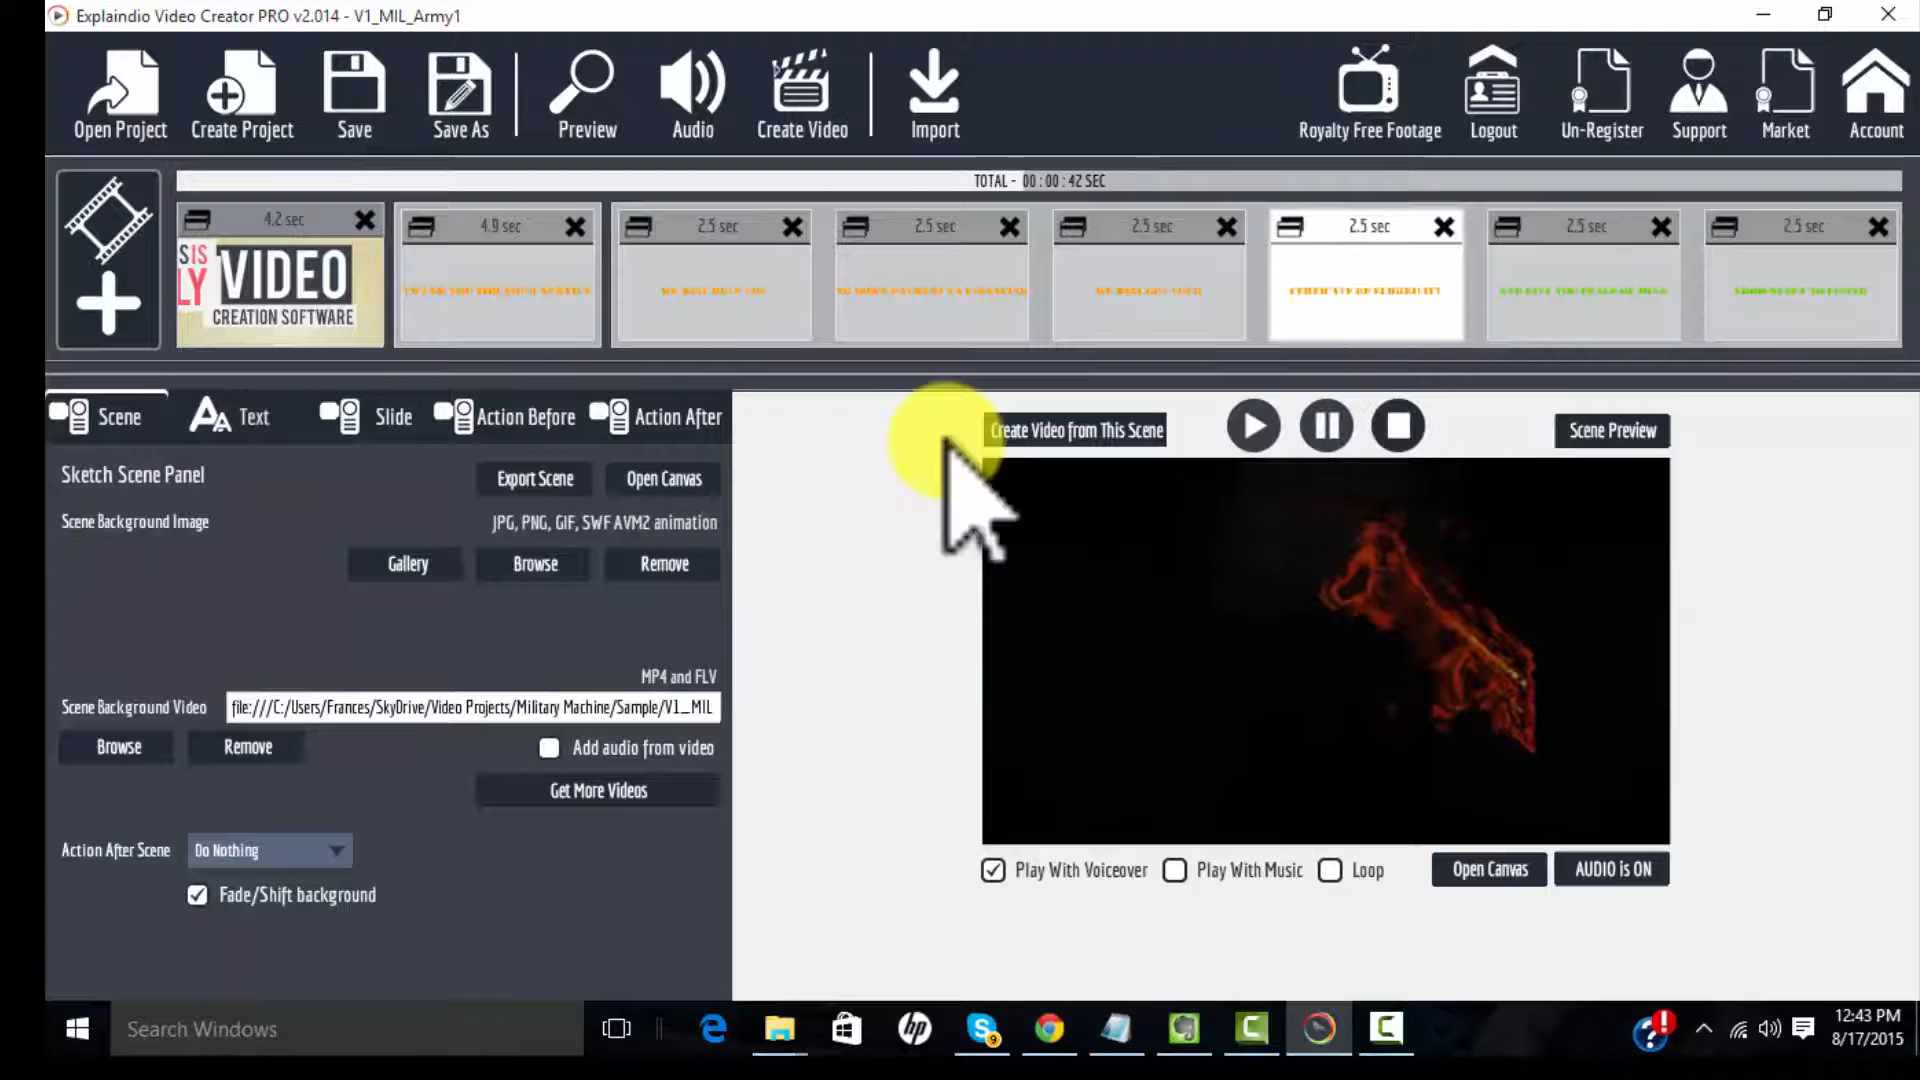 Explaindio Video Creator PRO v2.014 - V1_MIL_Army1
Open Project
Create Project
Save
Save As
Preview
Audio
Create Video
Import
Royalty Free Footage
Logout
Un-Register
Support
Market
Account
TOTAL - 00 : 00 : 42 SEC
4.2 sec
4.9 sec
2.5 sec
2.5 sec
2.5 sec
2.5 sec
2.5 sec
2.5 sec
SIS
LY
VIDEO
CREATION SOFTWARE
CERTIFICATE OF ELIGIBILITY
Scene
Text
Slide
Action Before
Action After
Create Video from This Scene
Scene Preview
Sketch Scene Panel
Export Scene
Open Canvas
Scene Background Image
JPG, PNG, GIF, SWF AVM2 animation
Gallery
Browse
Remove
MP4 and FLV
Scene Background Video
file:///C:/Users/Frances/SkyDrive/Video Projects/Military Machine/Sample/V1_MIL
Browse
Remove
Add audio from video
Get More Videos
Action After Scene
Do Nothing
Fade/Shift background
Play With Voiceover
Play With Music
Loop
Open Canvas
AUDIO is ON
Search Windows
hp
9
12:43 PM
8/17/2015